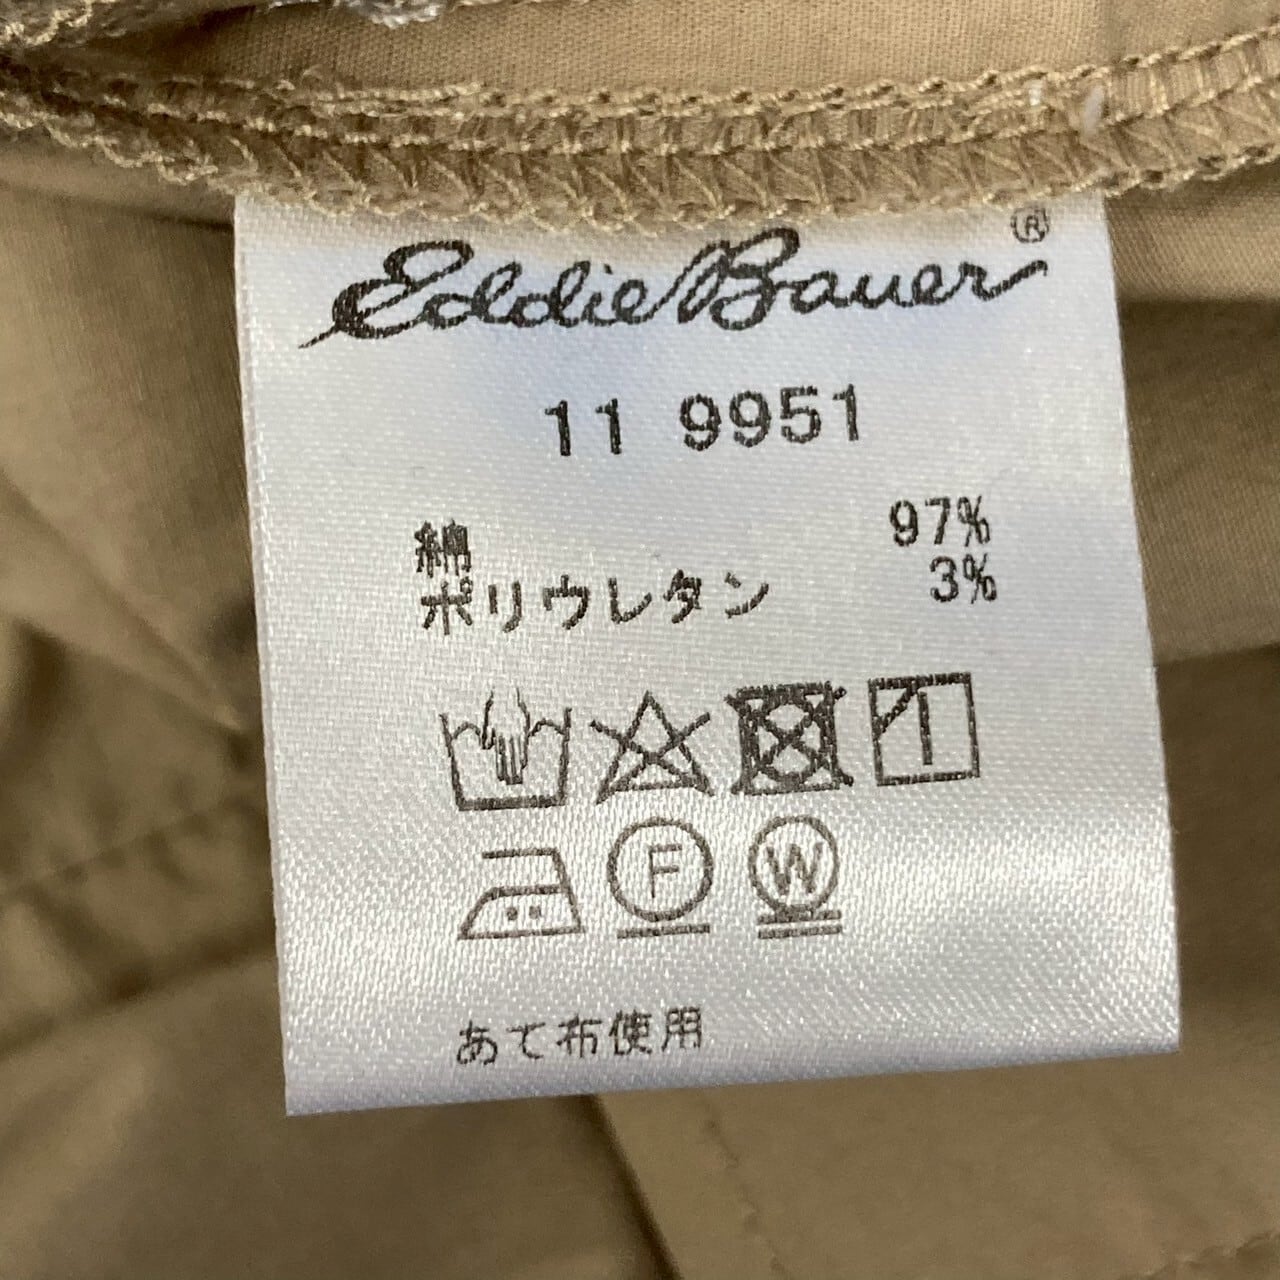 Eddie Bauer®
11 9951
綿 97%
ポリウレタン 3%
F W
あて布使用